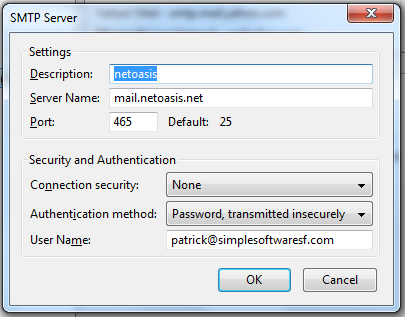 SMTP Server
Settings
Description: netoasis
Server Name: mail.netoasis.net
Port: 465 Default: 25
Security and Authentication
Connection security: None
Authentication method: Password, transmitted insecurely
User Name: patrick@simplesoftwaresf.com
OK Cancel